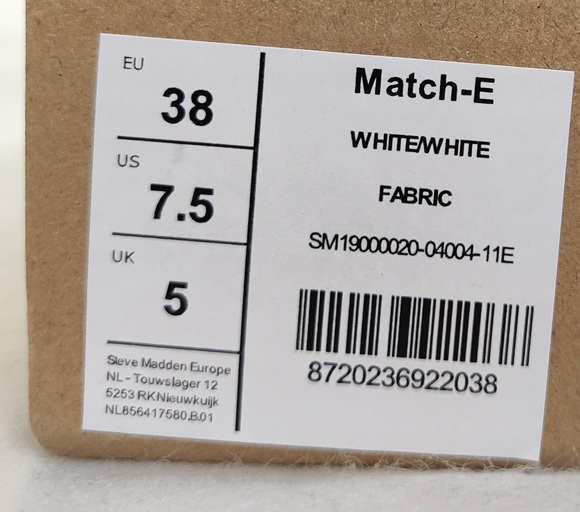 EU
38
US
7.5
UK
5
Steve Madden Europe
NL - Touwslager 12
5253 RK Nieuwkuijk
NL856417580.B.01
Match-E
WHITE/WHITE
FABRIC
SM19000020-04004-11E
8720236922038